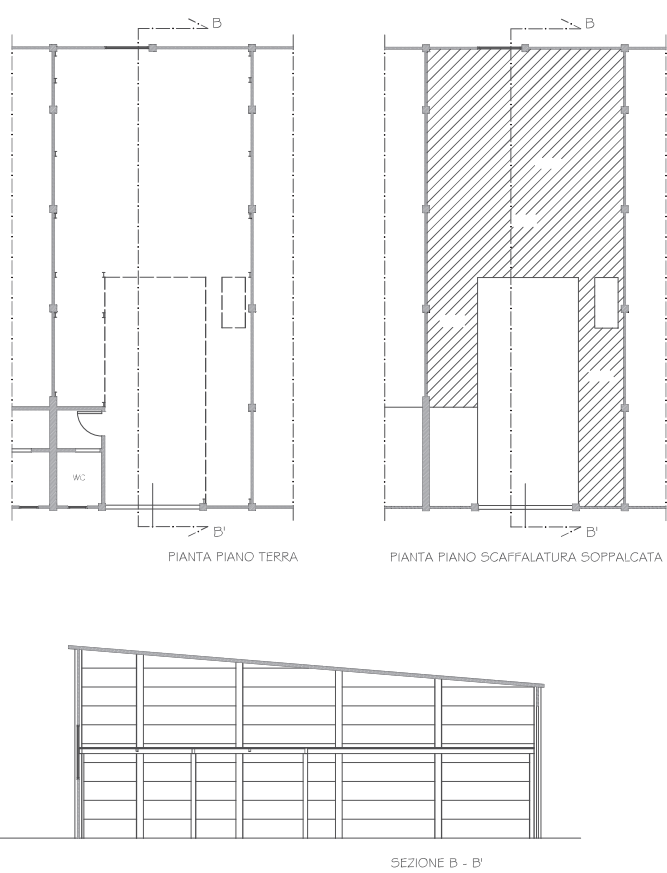 B
B
WC
B'
B'
PIANTA PIANO TERRA
PIANTA PIANO SCAFFALATURA SOPPALCATA
SEZIONE B - B'